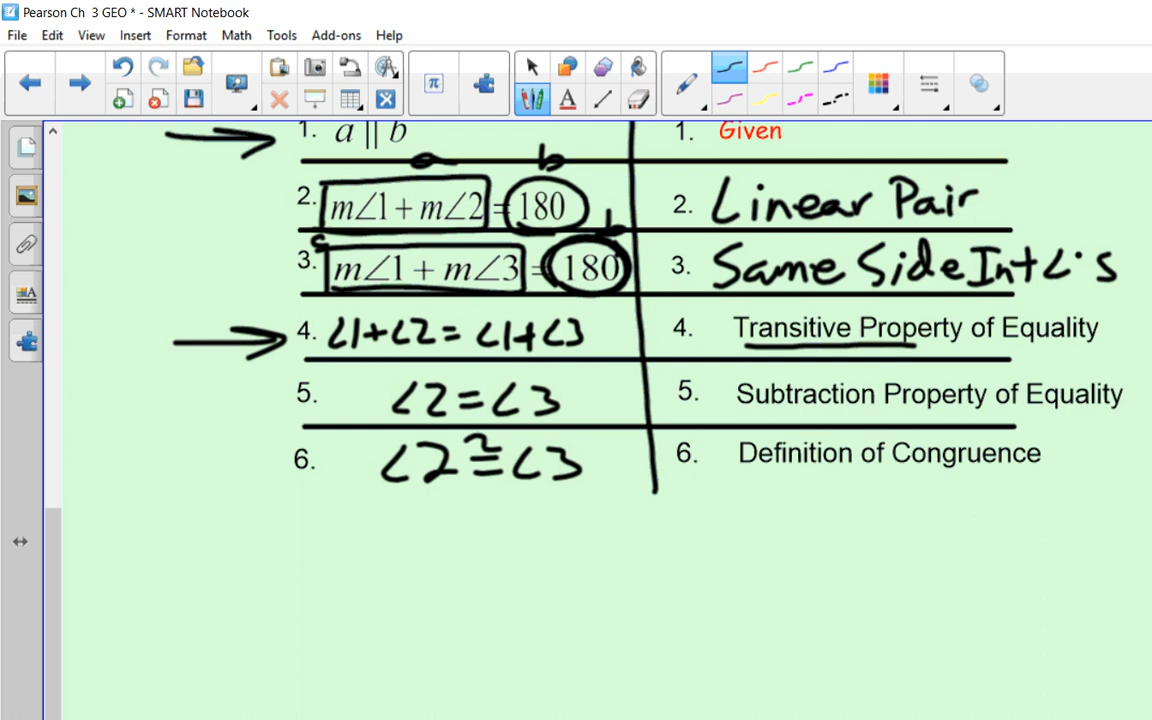 Pearson Ch 3 GEO * - SMART Notebook
File Edit View Insert Format Math Tools Add-ons Help
π
A
1. a || b 1. Given
a b
2. m∠1 + m∠2 = 180 2. Linear Pair
a b
3. m∠1 + m∠3 = 180 3. Same Side Int ∠'s
4. ∠1+∠2 = ∠1+∠3 4. Transitive Property of Equality
5. ∠2 = ∠3 5. Subtraction Property of Equality
6. ∠2 ≅ ∠3 6. Definition of Congruence